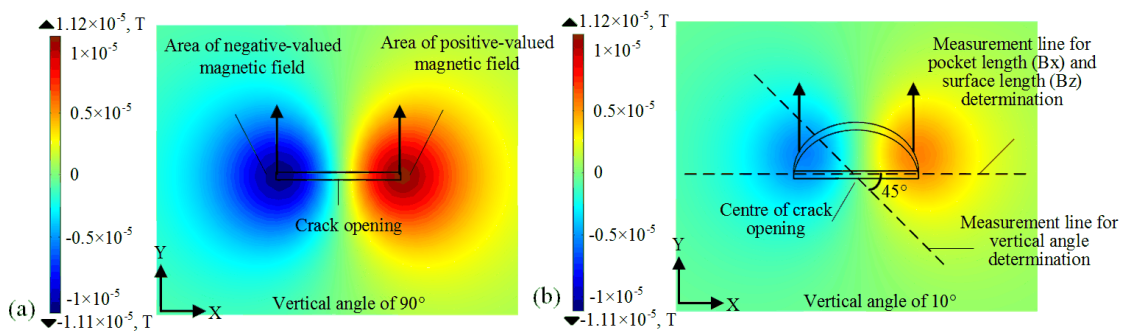 1.12×10⁻⁵, T
1×10⁻⁵
0.5×10⁻⁵
0
-0.5×10⁻⁵
-1×10⁻⁵
-1.11×10⁻⁵, T
(a)
Area of negative-valued
magnetic field
Area of positive-valued
magnetic field
Crack opening
Y
X
Vertical angle of 90°
1.12×10⁻⁵, T
1×10⁻⁵
0.5×10⁻⁵
0
-0.5×10⁻⁵
-1×10⁻⁵
-1.11×10⁻⁵, T
(b)
Measurement line for
pocket length (Bx) and
surface length (Bz)
determination
45°
Centre of crack
opening
Measurement line for
vertical angle
determination
Y
X
Vertical angle of 10°